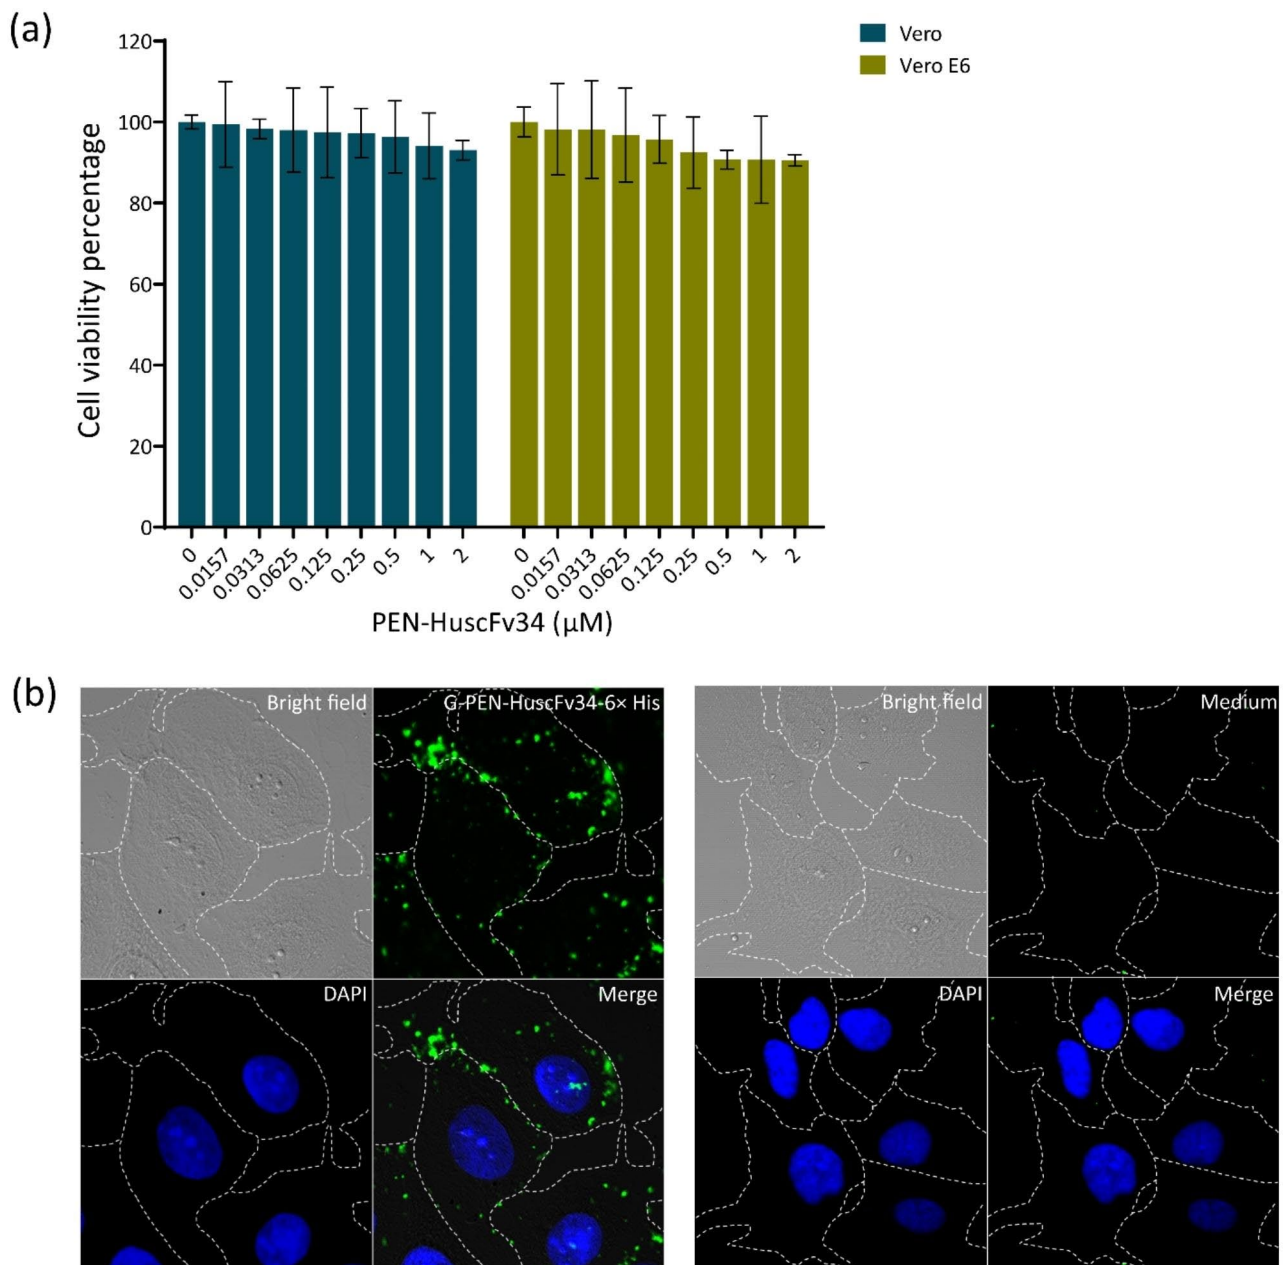 (a)
Vero
Vero E6
Cell viability percentage
120
100
80
60
40
20
0
0 0.0157 0.0313 0.0625 0.125 0.25 0.5 1 2 0 0.0157 0.0313 0.0625 0.125 0.25 0.5 1 2
PEN-HuscFv34 (μM)
(b)
Bright field G-PEN-HuscFv34-6× His Bright field Medium
DAPI Merge DAPI Merge